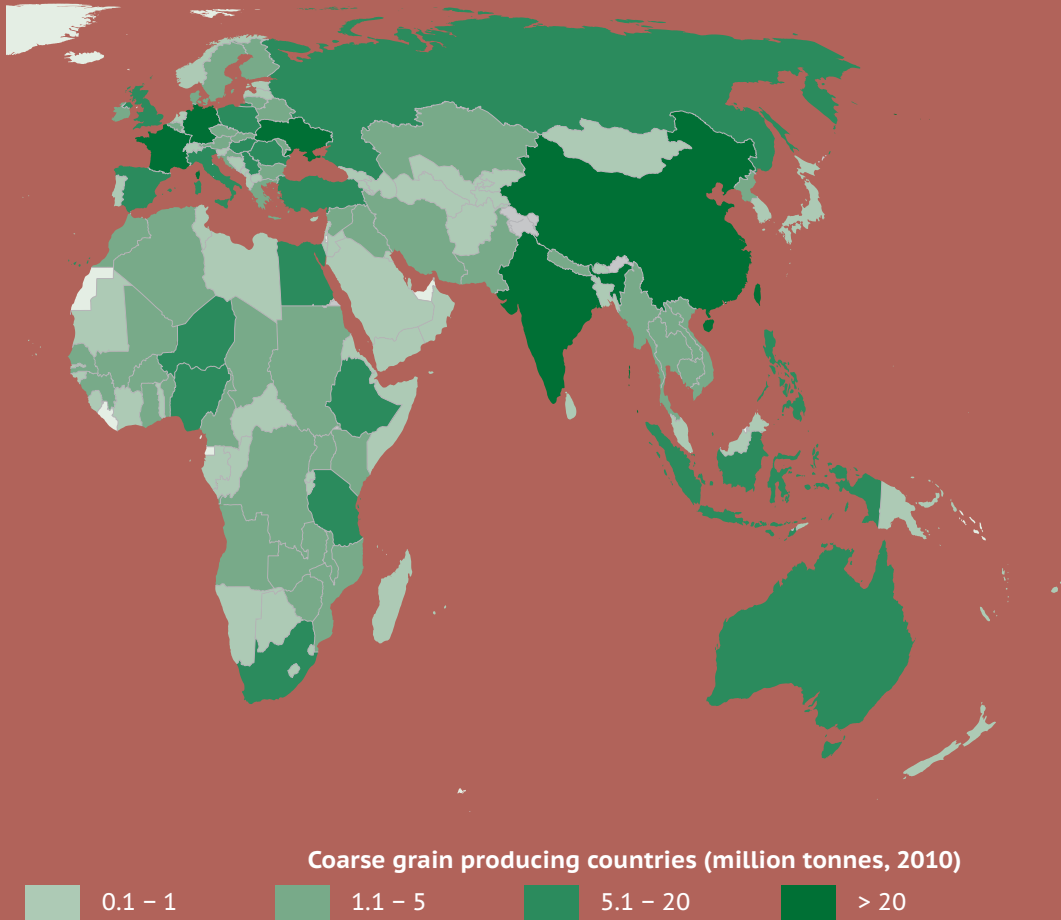 Coarse grain producing countries (million tonnes, 2010)
0.1 – 1
1.1 – 5
5.1 – 20
> 20